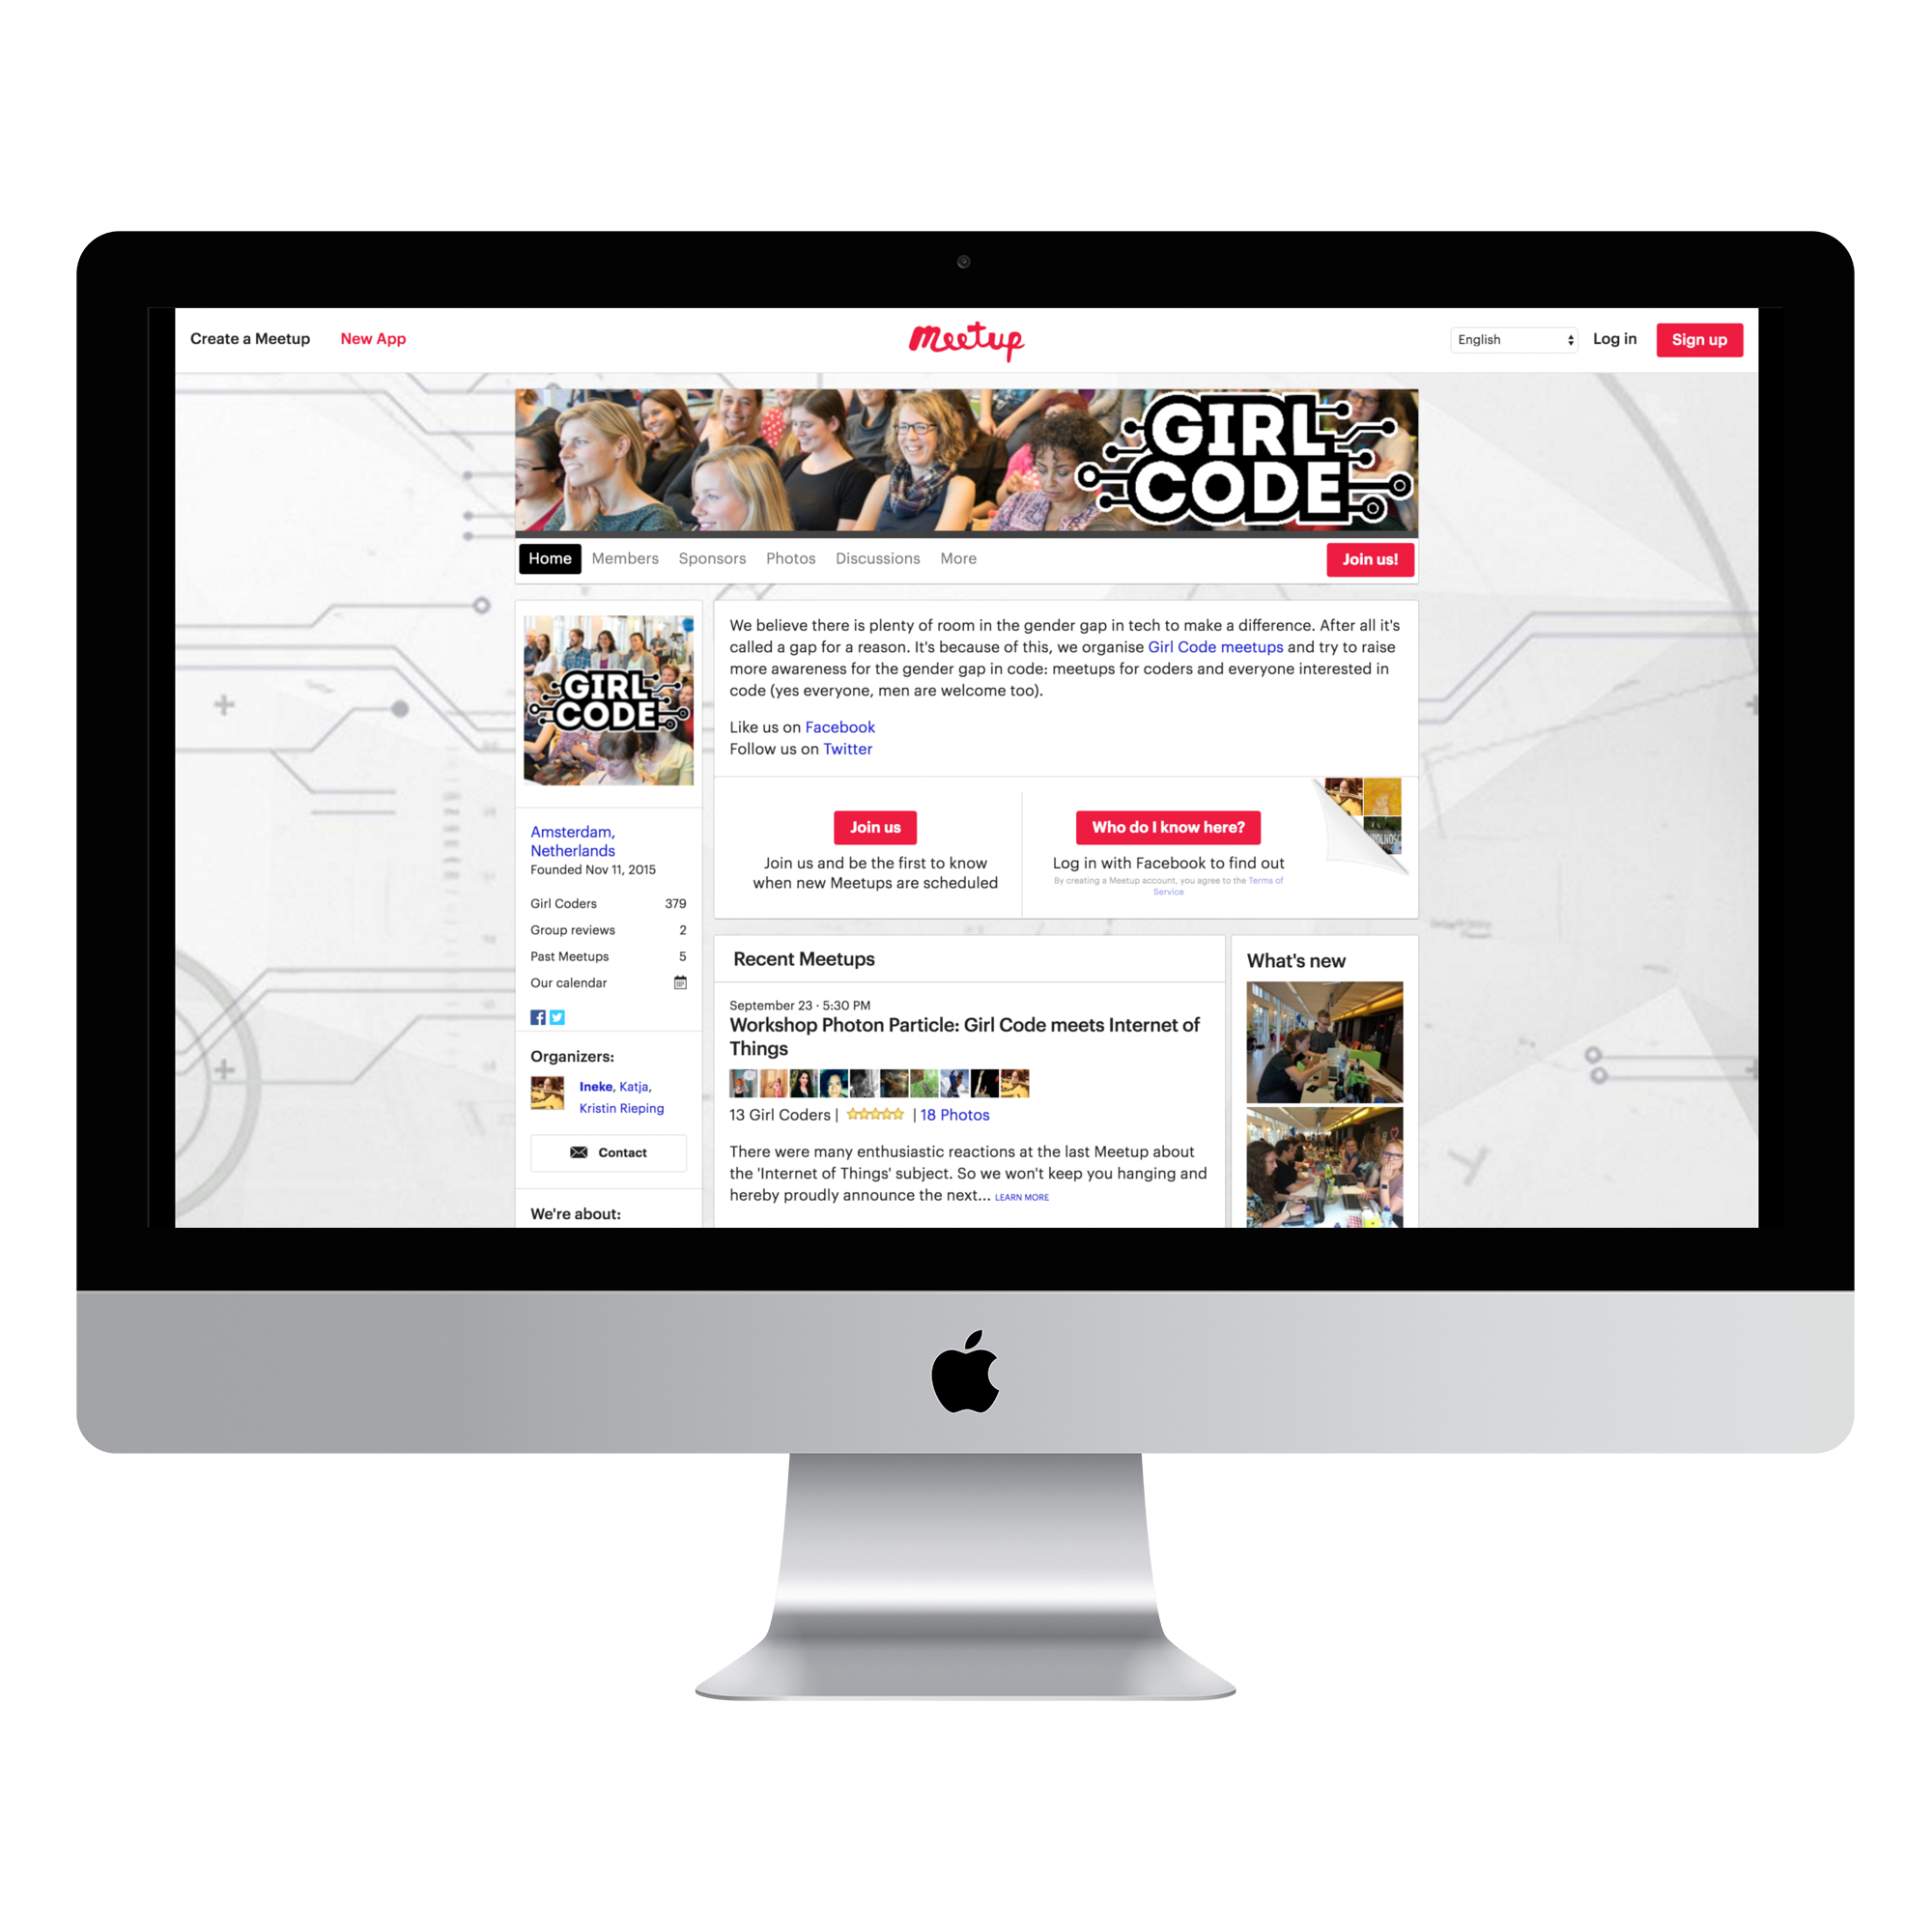 Create a Meetup
New App
Meetup
English
Log in
Sign up
GIRL
CODE
Home
Members
Sponsors
Photos
Discussions
More
Join us!
GIRL
CODE
Amsterdam,
Netherlands
Founded Nov 11, 2015
Girl Coders 379
Group reviews 2
Past Meetups 5
Our calendar
Organizers:
Ineke, Katja,
Kristin Rieping
Contact
We're about:
We believe there is plenty of room in the gender gap in tech to make a difference. After all it's
called a gap for a reason. It's because of this, we organise Girl Code meetups and try to raise
more awareness for the gender gap in code: meetups for coders and everyone interested in
code (yes everyone, men are welcome too).
Like us on Facebook
Follow us on Twitter
Join us
Join us and be the first to know
when new Meetups are scheduled
Who do I know here?
Log in with Facebook to find out
By creating a Meetup account, you agree to the Terms of
Service
Recent Meetups
September 23 · 5:30 PM
Workshop Photon Particle: Girl Code meets Internet of
Things
13 Girl Coders | | 18 Photos
There were many enthusiastic reactions at the last Meetup about
the 'Internet of Things' subject. So we won't keep you hanging and
hereby proudly announce the next... LEARN MORE
What's new